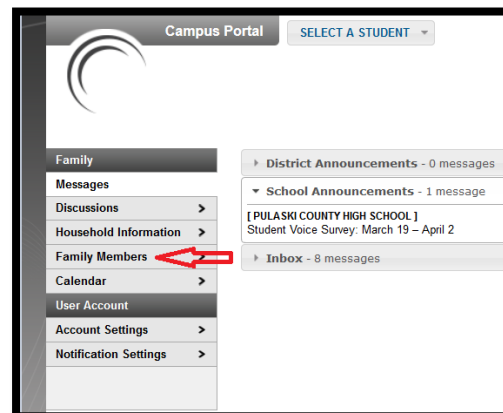 Campus Portal
SELECT A STUDENT
Family
Messages
Discussions
Household Information
Family Members
Calendar
User Account
Account Settings
Notification Settings
District Announcements - 0 messages
School Announcements - 1 message
[ PULASKI COUNTY HIGH SCHOOL ]
Student Voice Survey: March 19 – April 2
Inbox - 8 messages